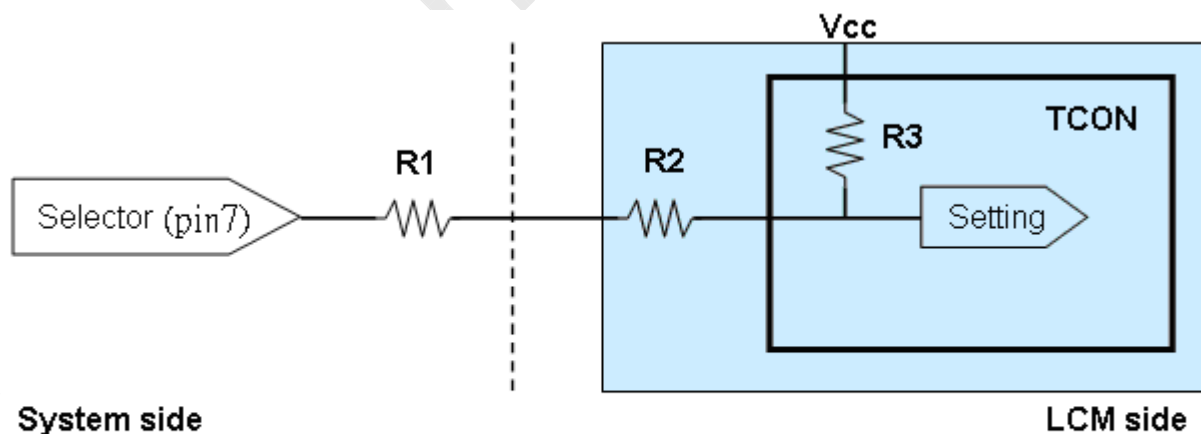 Vcc
TCON
R3
R1
R2
Selector (pin7)
Setting
System side
LCM side